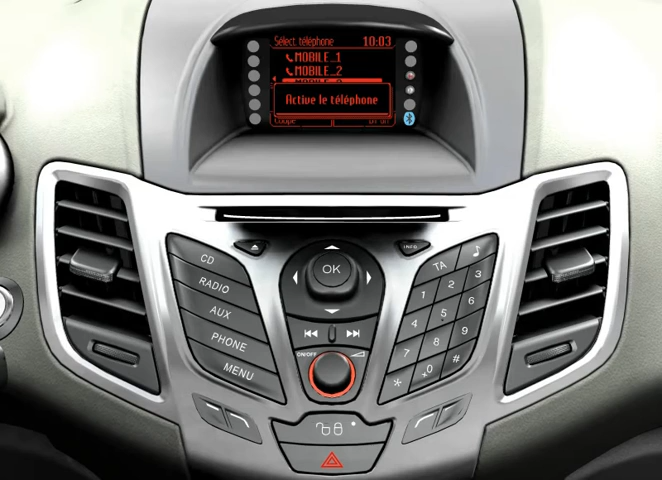 Sélect. téléphone 10:03
MOBILE_1
MOBILE_2
Active le téléphone
CD
RADIO
AUX
PHONE
MENU
OK
INFO
TA
1 2 3
4 5 6
7 8 9
* +0 #
ON/OFF